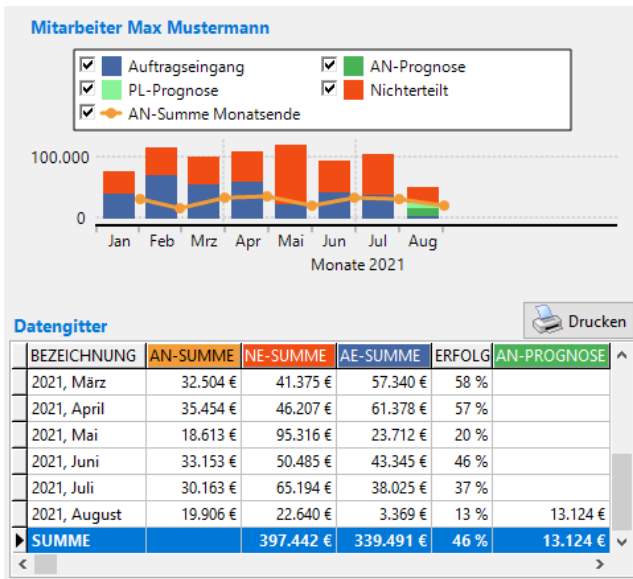 Mitarbeiter Max Mustermann
Auftragseingang AN-Prognose
PL-Prognose Nichterteilt
AN-Summe Monatsende
100.000
0
Jan Feb Mrz Apr Mai Jun Jul Aug
Monate 2021
Drucken
Datengitter
BEZEICHNUNG AN-SUMME NE-SUMME AE-SUMME ERFOLG AN-PROGNOSE
2021, März 32.504 € 41.375 € 57.340 € 58 %
2021, April 35.454 € 46.207 € 61.378 € 57 %
2021, Mai 18.613 € 95.316 € 23.712 € 20 %
2021, Juni 33.153 € 50.485 € 43.345 € 46 %
2021, Juli 30.163 € 65.194 € 38.025 € 37 %
2021, August 19.906 € 22.640 € 3.369 € 13 % 13.124 €
SUMME 397.442 € 339.491 € 46 % 13.124 €